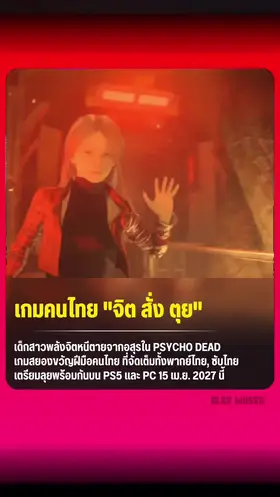 เกมคนไทย "จิต สั่ง ตุย"
เด็กสาวพลังจิตหนีตายจากอสุรใน PSYCHO DEAD
เกมสยองขวัญฝีมือคนไทย ที่จัดเต็มทั้งพากย์ไทย, ซับไทย
เตรียมลุยพร้อมกันบน PS5 และ PC 15 เม.ย. 2027 นี้